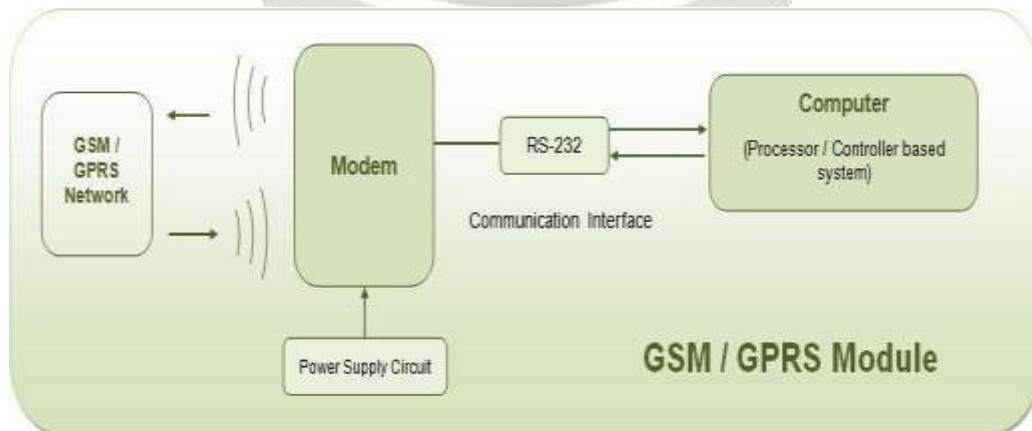 GSM /
GPRS
Network
Modem
RS-232
Communication Interface
Computer
(Processor / Controller based
system)
Power Supply Circuit
GSM / GPRS Module